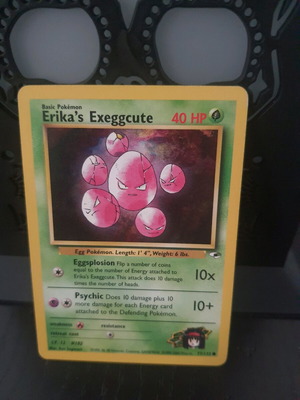 Basic Pokémon
Erika's Exeggcute 40 HP
Egg Pokémon. Length: 1' 4", Weight: 6 lbs.
Eggsplosion Flip a number of coins
equal to the number of Energy attached to
Erika's Exeggcute. This attack does 10 damage
times the number of heads.
10x
Psychic Does 10 damage plus 10
more damage for each Energy card
attached to the Defending Pokémon.
10+
weakness
resistance
retreat cost